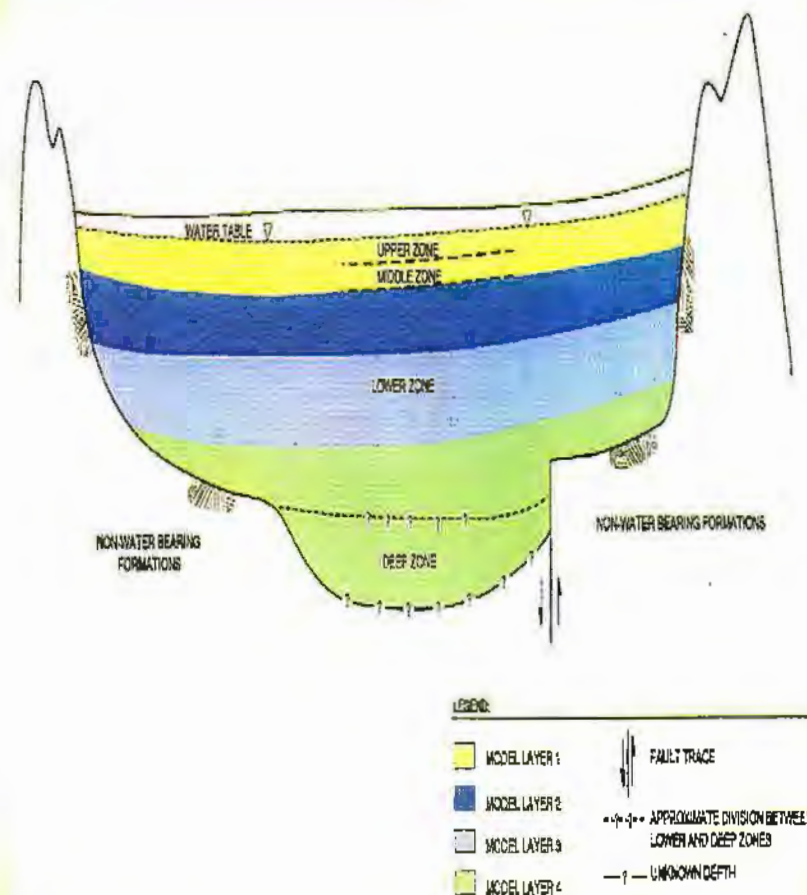 WATER TABLE
UPPER ZONE
MIDDLE ZONE
LOWER ZONE
NON-WATER BEARING
FORMATIONS
DEEP ZONE
NON-WATER BEARING FORMATIONS
? ? ? ? ?
? ? ? ? ? ? ?
LEGEND:
MODEL LAYER 1
MODEL LAYER 2
MODEL LAYER 3
MODEL LAYER 4
FAULT TRACE
-?-?- APPROXIMATE DIVISION BETWEE
LOWER AND DEEP ZONES
—?— UNKNOWN DEPTH